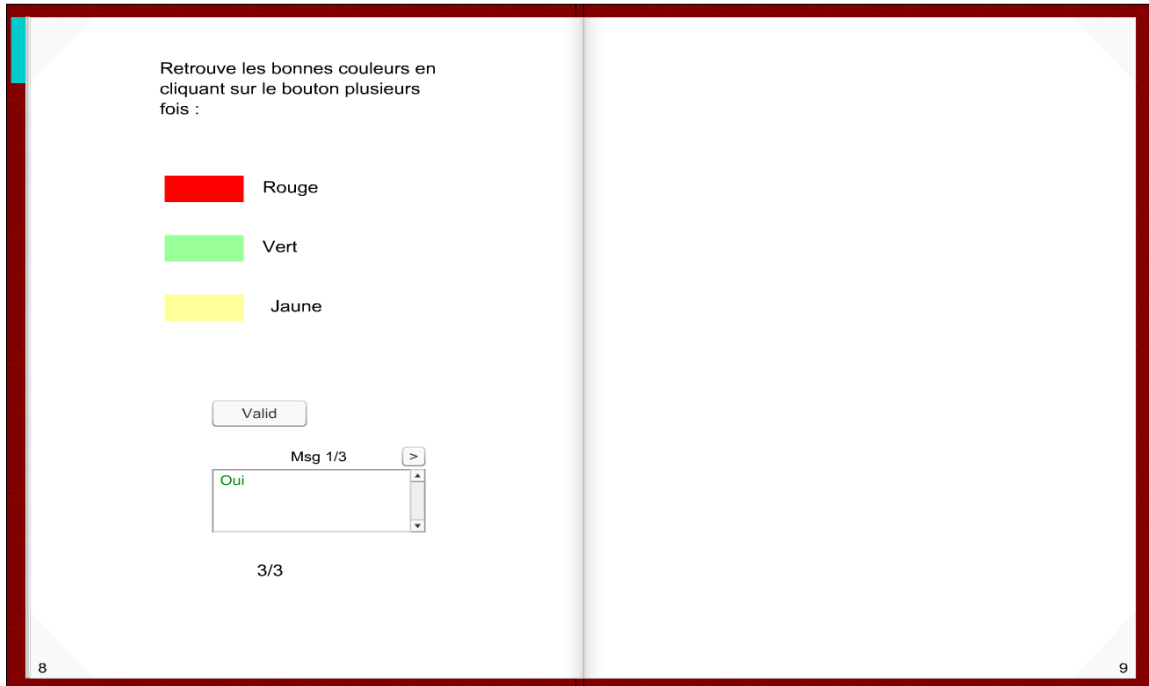 Retrouve les bonnes couleurs en
cliquant sur le bouton plusieurs
fois :
Rouge
Vert
Jaune
Valid
Msg 1/3
>
Oui
3/3
8
9